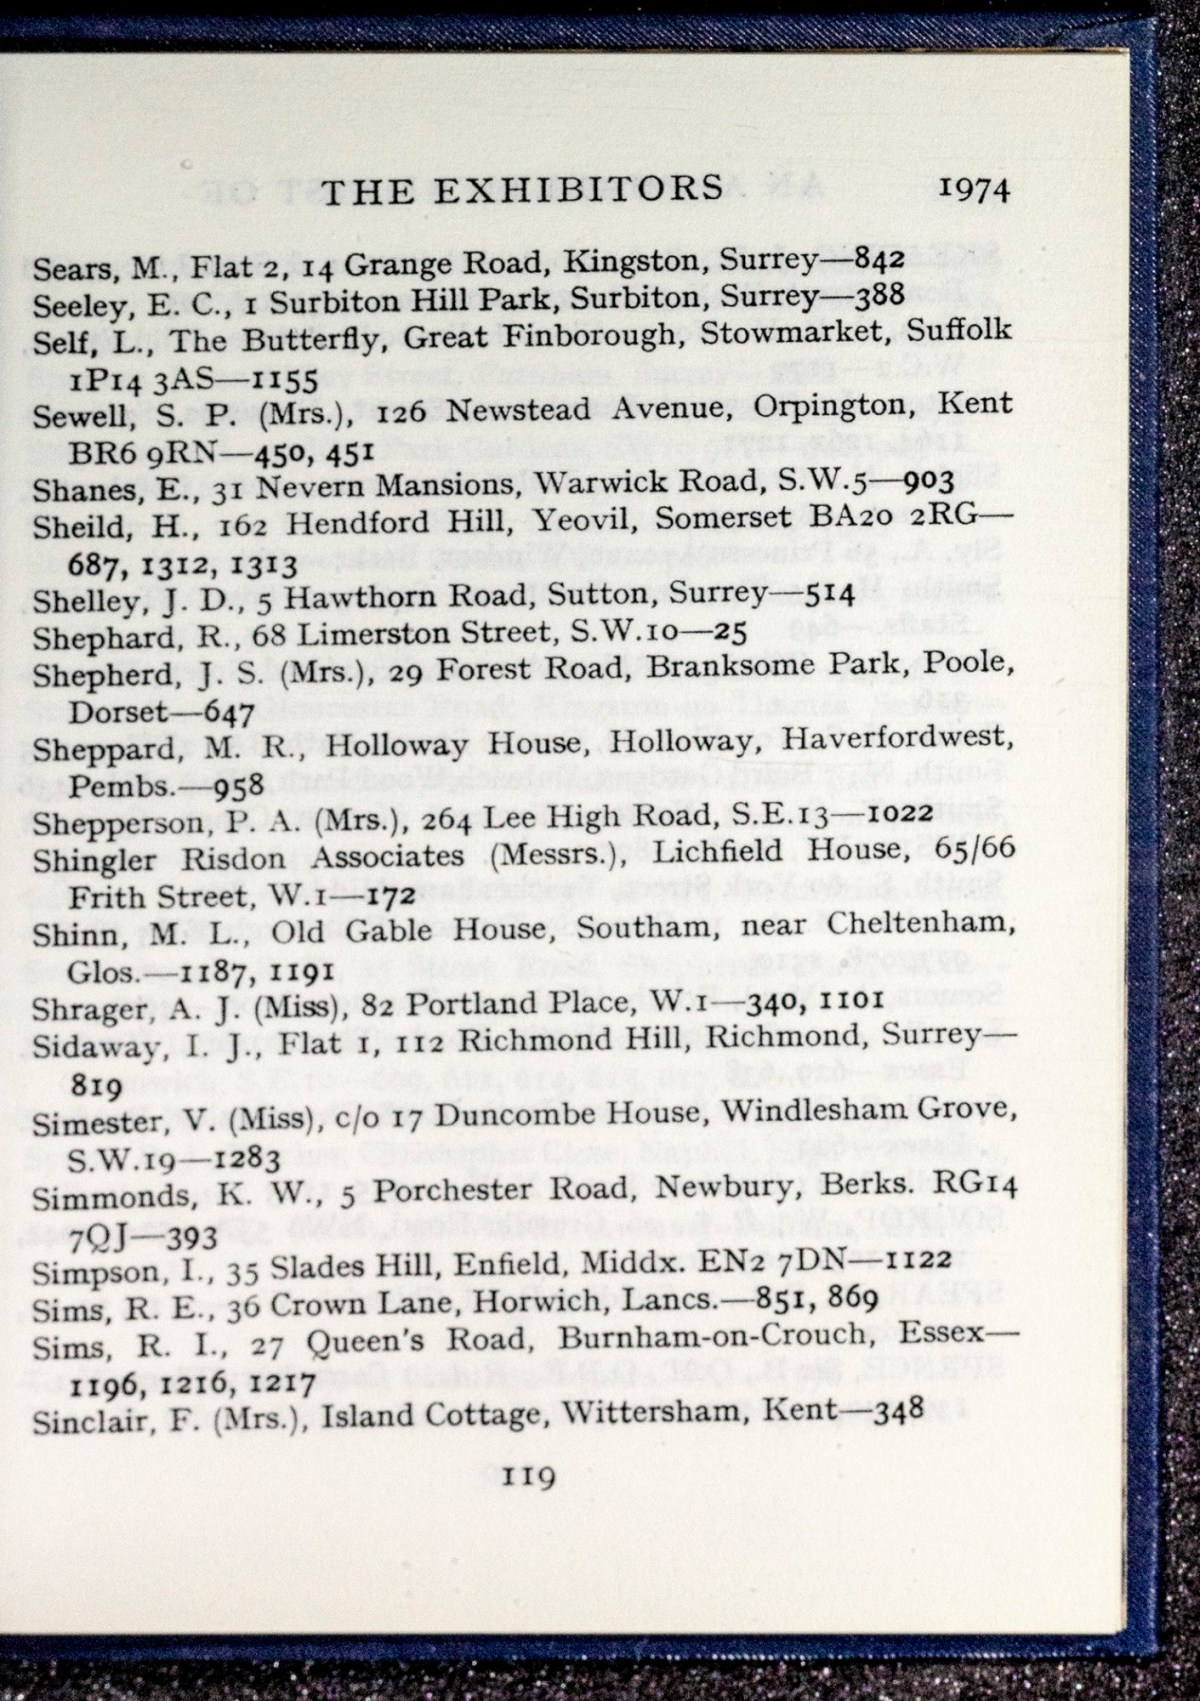 THE EXHIBITORS 1974
Sears, M., Flat 2, 14 Grange Road, Kingston, Surrey—842
Seeley, E. C., 1 Surbiton Hill Park, Surbiton, Surrey—388
Self, L., The Butterfly, Great Finborough, Stowmarket, Suffolk
1P14 3AS—1155
Sewell, S. P. (Mrs.), 126 Newstead Avenue, Orpington, Kent
BR6 9RN—450, 451
Shanes, E., 31 Nevern Mansions, Warwick Road, S.W.5—903
Sheild, H., 162 Hendford Hill, Yeovil, Somerset BA20 2RG—
687, 1312, 1313
Shelley, J. D., 5 Hawthorn Road, Sutton, Surrey—514
Shephard, R., 68 Limerston Street, S.W.10—25
Shepherd, J. S. (Mrs.), 29 Forest Road, Branksome Park, Poole,
Dorset—647
Sheppard, M. R., Holloway House, Holloway, Haverfordwest,
Pembs.—958
Shepperson, P. A. (Mrs.), 264 Lee High Road, S.E.13—1022
Shingler Risdon Associates (Messrs.), Lichfield House, 65/66
Frith Street, W.1—172
Shinn, M. L., Old Gable House, Southam, near Cheltenham,
Glos.—1187, 1191
Shrager, A. J. (Miss), 82 Portland Place, W.1—340, 1101
Sidaway, I. J., Flat 1, 112 Richmond Hill, Richmond, Surrey—
819
Simester, V. (Miss), c/o 17 Duncombe House, Windlesham Grove,
S.W.19—1283
Simmonds, K. W., 5 Porchester Road, Newbury, Berks. RG14
7QJ—393
Simpson, I., 35 Slades Hill, Enfield, Middx. EN2 7DN—1122
Sims, R. E., 36 Crown Lane, Horwich, Lancs.—851, 869
Sims, R. I., 27 Queen's Road, Burnham-on-Crouch, Essex—
1196, 1216, 1217
Sinclair, F. (Mrs.), Island Cottage, Wittersham, Kent—348
119